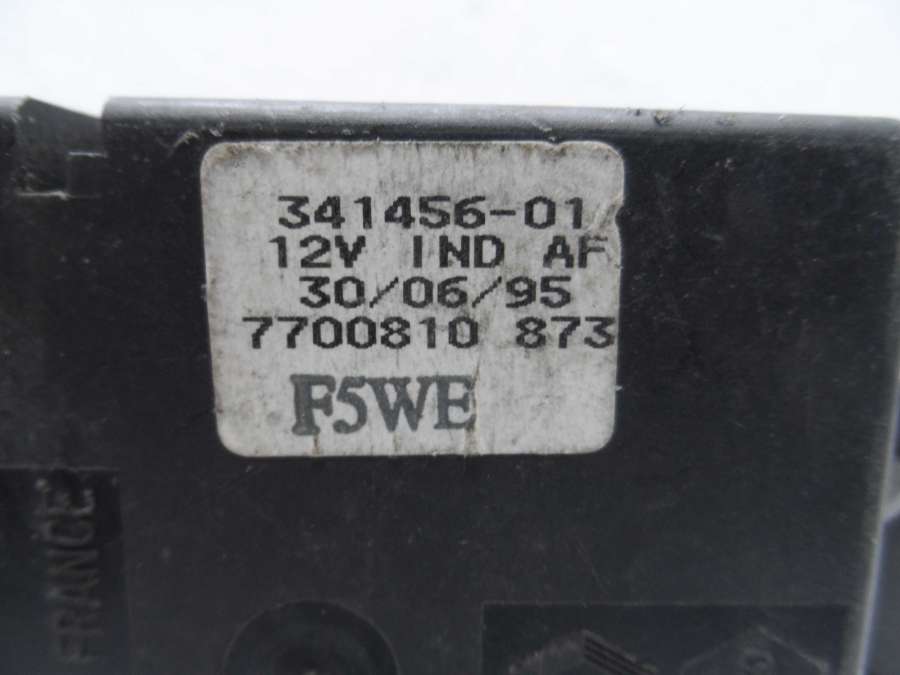 341456-01
12V IND AF
30/06/95
7700810 873
F5WE
FRANCE